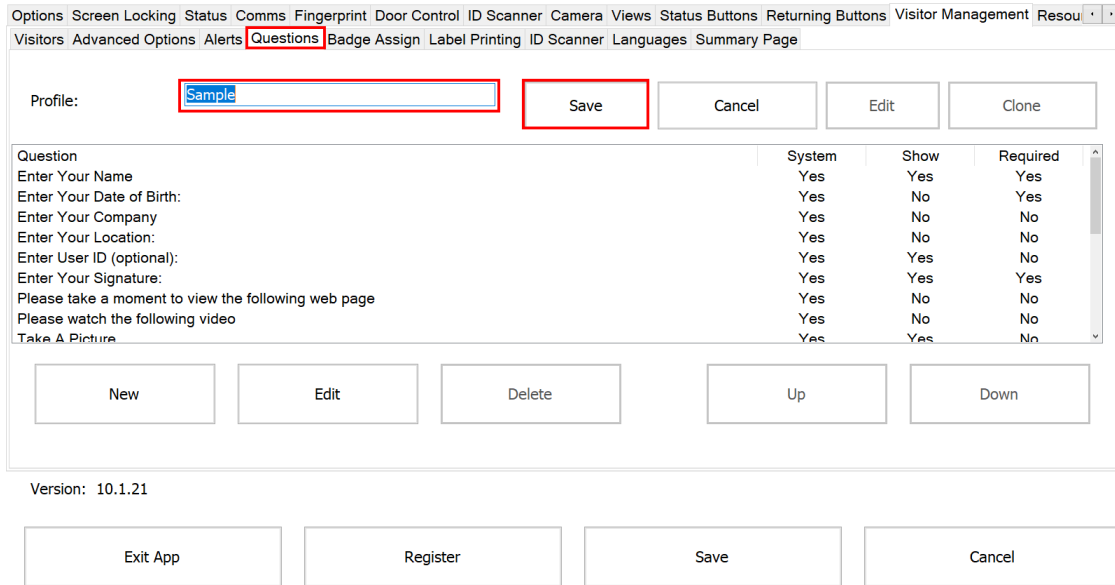 Options Screen Locking Status Comms Fingerprint Door Control ID Scanner Camera Views Status Buttons Returning Buttons Visitor Management Resou
Visitors Advanced Options Alerts Questions Badge Assign Label Printing ID Scanner Languages Summary Page
Profile: Sample Save Cancel Edit Clone
Question System Show Required
Enter Your Name Yes Yes Yes
Enter Your Date of Birth: Yes No Yes
Enter Your Company Yes No No
Enter Your Location: Yes No No
Enter User ID (optional): Yes Yes No
Enter Your Signature: Yes Yes Yes
Please take a moment to view the following web page Yes No No
Please watch the following video Yes No No
Take A Picture Yes Yes No
New Edit Delete Up Down
Version: 10.1.21
Exit App Register Save Cancel